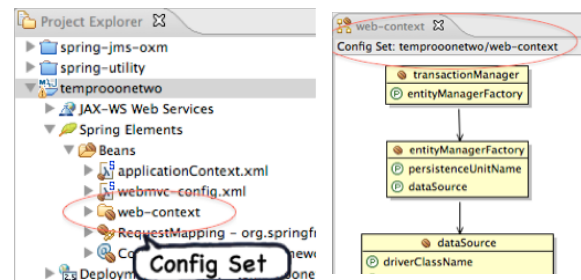 Project Explorer
spring-jms-oxm
spring-utility
temprooonetwo
JAX-WS Web Services
Spring Elements
Beans
applicationContext.xml
webmvc-config.xml
web-context
RequestMapping - org.springfr
Config Set
Deploym
web-context
Config Set: temprooonetwo/web-context
transactionManager
entityManagerFactory
entityManagerFactory
persistenceUnitName
dataSource
dataSource
driverClassName